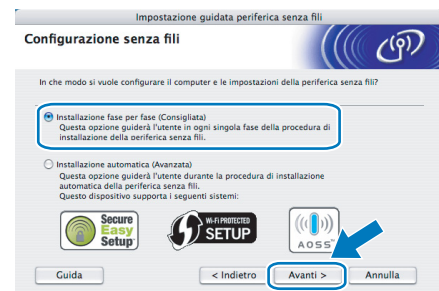 Impostazione guidata periferica senza fili
Configurazione senza fili
In che modo si vuole configurare il computer e le impostazioni della periferica senza fili?
Installazione fase per fase (Consigliata)
Questa opzione guiderà l'utente in ogni singola fase della procedura di
installazione della periferica senza fili.
Installazione automatica (Avanzata)
Questa opzione guiderà l'utente durante la procedura di installazione
automatica della periferica senza fili.
Questo dispositivo supporta i seguenti sistemi:
Secure
Easy
Setup
Wi-Fi PROTECTED
SETUP
AOSS™
Guida
< Indietro
Avanti >
Annulla